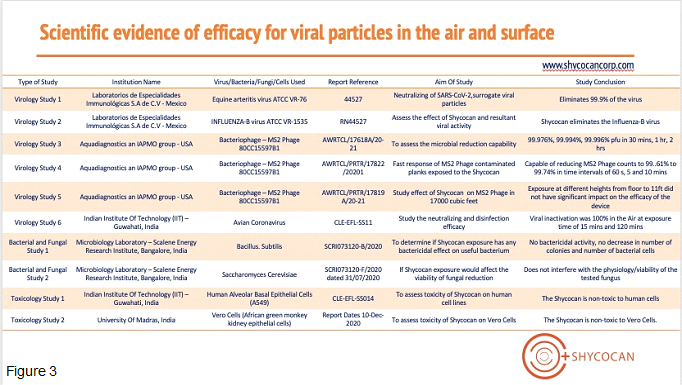 Scientific evidence of efficacy for viral particles in the air and surface
www.shycocancorp.com
Type of Study Institution Name Virus/Bacteria/Fungi/Cells Used Report Reference Aim Of Study Study Conclusion
Virology Study 1 Laboratorios de Especialidades Immunológicas S.A de C.V - Mexico Equine arteritis virus ATCC VR-76 44527 Neutralizing of SARS-CoV-2,surrogate viral particles Eliminates 99.9% of the virus
Virology Study 2 Laboratorios de Especialidades Immunológicas S.A de C.V - Mexico INFLUENZA-B virus ATCC VR-1535 RN44527 Assess the effect of Shycocan and resultant viral activity Shycocan eliminates the Influenza-B virus
Virology Study 3 Aquadiagnostics an IAPMO group - USA Bacteriophage – MS2 Phage 80CC15597B1 AWRTCL/17618A/20-21 To assess the microbial reduction capability 99.976%, 99.994%, 99.996% pfu in 30 mins, 1 hr, 2 hrs
Virology Study 4 Aquadiagnostics an IAPMO group - USA Bacteriophage – MS2 Phage 80CC15597B1 AWRTCL/PRTR/17822/20201 Fast response of MS2 Phage contaminated planks exposed to the Shycocan Capable of reducing MS2 Phage counts to 99..61% to 99.74% in time intervals of 60 s, 5 and 10 mins
Virology Study 5 Aquadiagnostics an IAPMO group - USA Bacteriophage – MS2 Phage 80CC15597B1 AWRTCL/PRTR/17819A/20-21 Study effect of Shycocan on MS2 Phage in 17000 cubic feet Exposure at different heights from floor to 11ft did not have significant impact on the efficacy of the device
Virology Study 6 Indian Institute Of Technology (IIT) – Guwahati, India Avian Coronavirus CLE-EFL-SS11 Study the neutralizing and disinfection efficacy Viral inactivation was 100% in the Air at exposure time of 15 mins and 120 mins
Bacterial and Fungal Study 1 Microbiology Laboratory – Scalene Energy Research Institute, Bangalore, India Bacillus. Subtilis SCRI073120-B/2020 To determine if Shycocan exposure has any bactericidal effect on useful bacterium No bactericidal activity, no decrease in number of colonies and number of bacterial cells
Bacterial and Fungal Study 2 Microbiology Laboratory – Scalene Energy Research Institute, Bangalore, India Saccharomyces Cerevisiae SCRI073120-F/2020 dated 31/07/2020 If Shycocan exposure would affect the viability of fungal reduction Does not interfere with the physiology/viability of the tested fungus
Toxicology Study 1 Indian Institute Of Technology (IIT) – Guwahati, India Human Alveolar Basal Epithelial Cells (A549) CLE-EFL-SS014 To assess toxicity of Shycocan on human cell lines The Shycocan is non-toxic to human cells
Toxicology Study 2 University Of Madras, India Vero Cells (African green monkey kidney epithelial cells) Report Dates 10-Dec-2020 To assess toxicity of Shycocan on Vero Cells The Shycocan is non-toxic to Vero Cells.
+SHYCOCAN
Figure 3